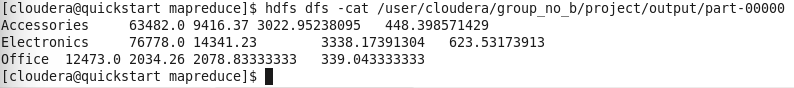 [cloudera@quickstart mapreduce]$ hdfs dfs -cat /user/cloudera/group_no_b/project/output/part-00000
Accessories     63482.0 9416.37 3022.95238095   448.398571429
Electronics     76778.0 14341.23        3338.17391304   623.53173913
Office  12473.0 2034.26 2078.83333333   339.043333333
[cloudera@quickstart mapreduce]$